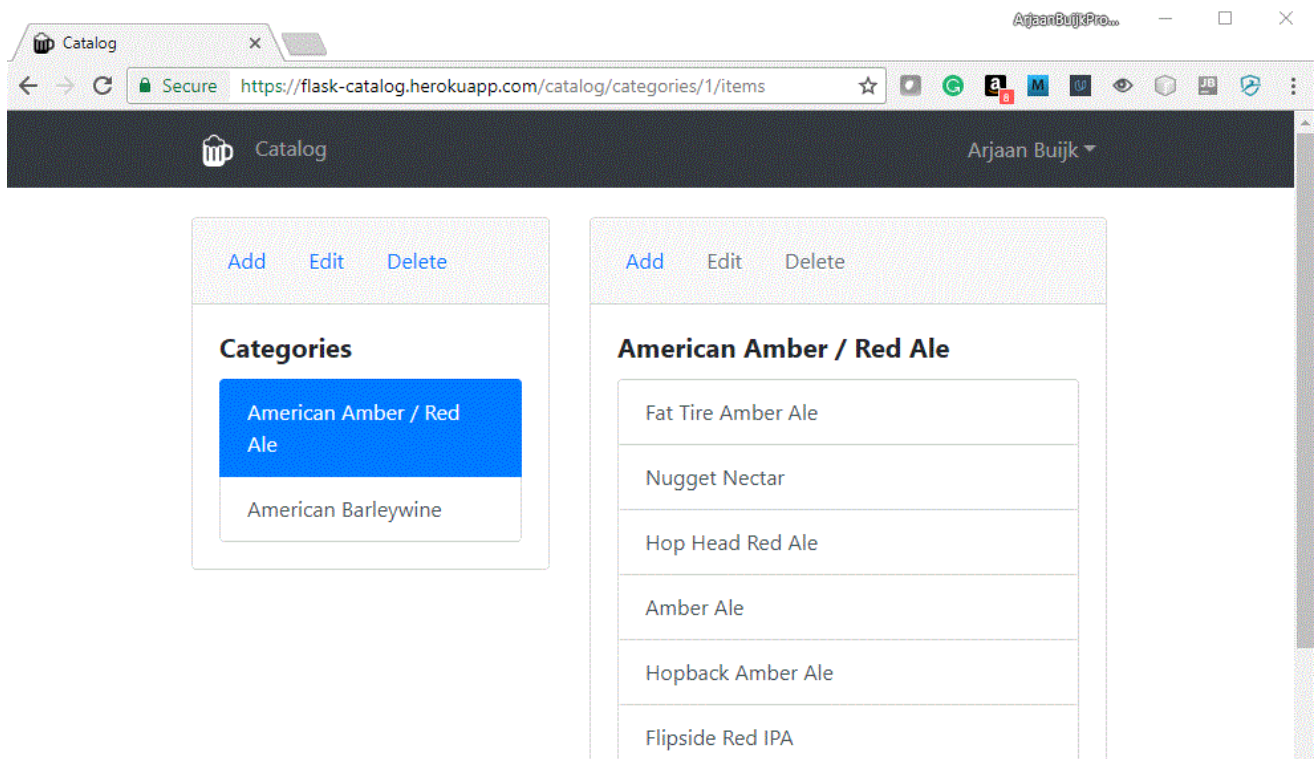 ArjaanBuijkPro...
Catalog
Secure https://flask-catalog.herokuapp.com/catalog/categories/1/items
8
M
JB
Catalog
Arjaan Buijk
Add Edit Delete
Categories
American Amber / Red
Ale
American Barleywine
Add Edit Delete
American Amber / Red Ale
Fat Tire Amber Ale
Nugget Nectar
Hop Head Red Ale
Amber Ale
Hopback Amber Ale
Flipside Red IPA